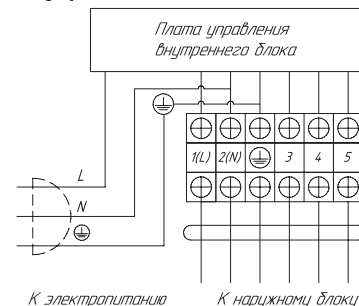 Плата управления
внутреннего блока
1(L) 2(N) 3 4 5
L
N
К электропитанию К наружному блоку